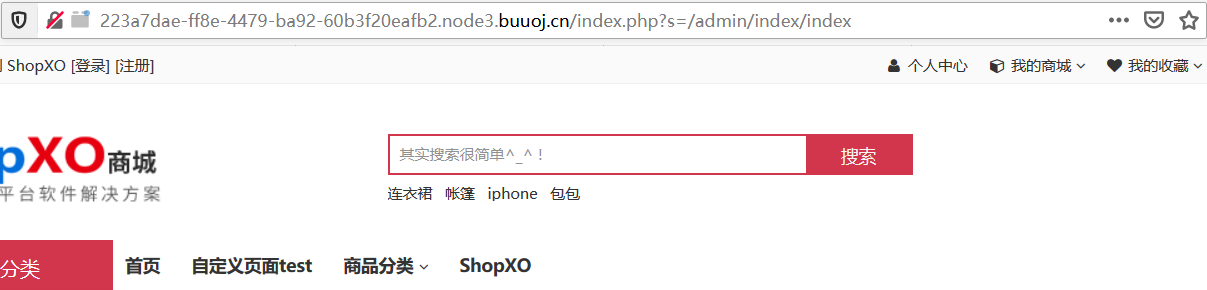 223a7dae-ff8e-4479-ba92-60b3f20eafb2.node3.buuoj.cn/index.php?s=/admin/index/index
ShopXO [登录] [注册] 个人中心 我的商城 我的收藏
pXO商城
平台软件解决方案
其实搜索很简单^_^！ 搜索
连衣裙 帐篷 iphone 包包
分类 首页 自定义页面test 商品分类 ShopXO